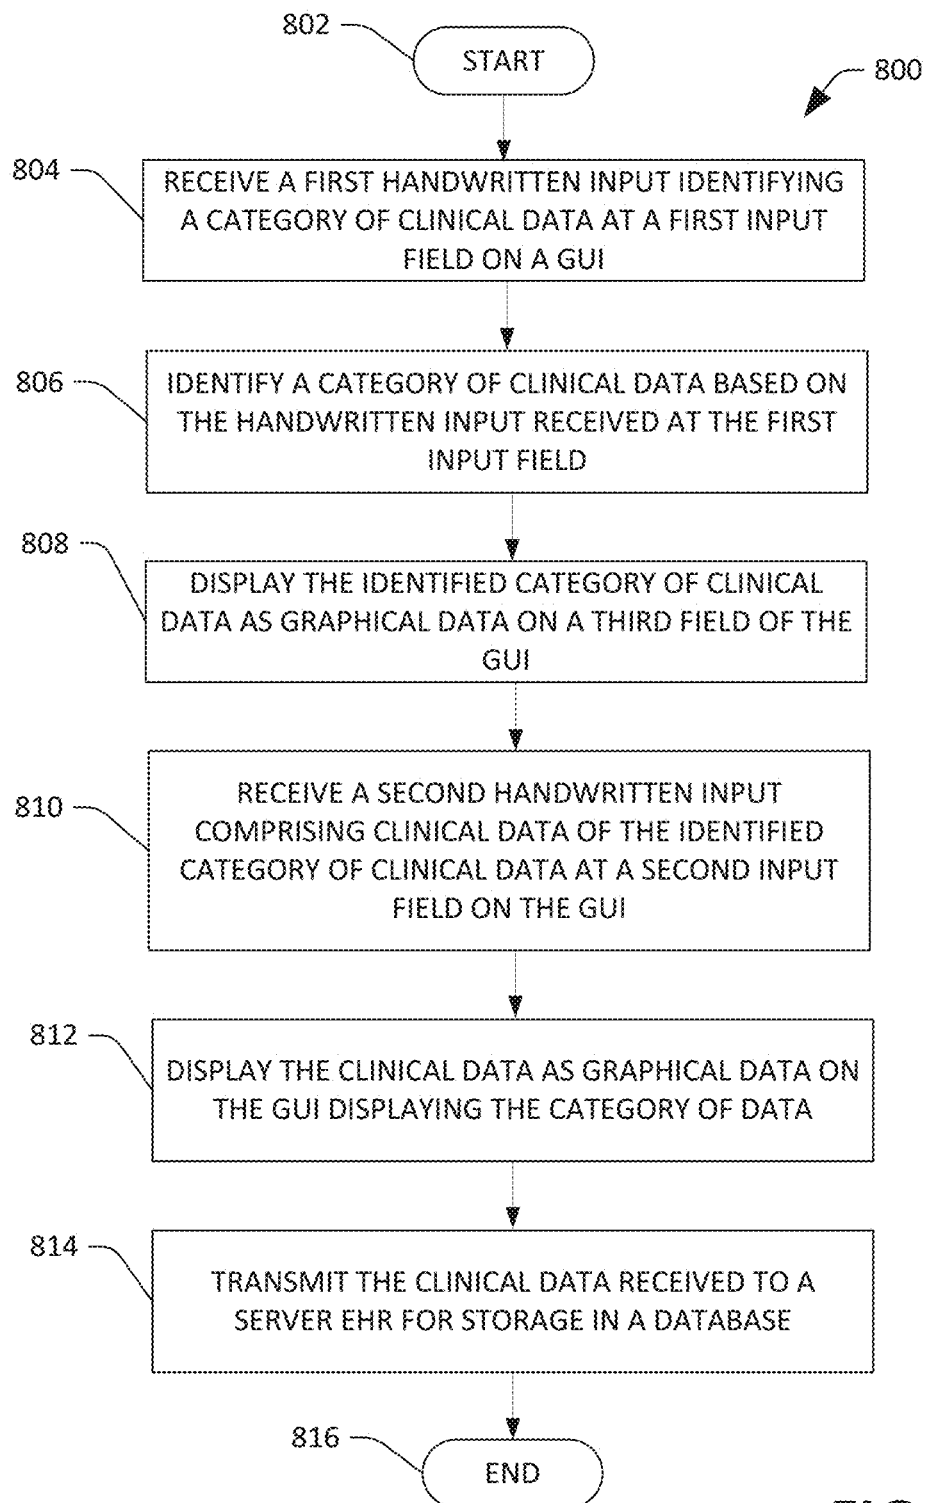 802
START
800
804
RECEIVE A FIRST HANDWRITTEN INPUT IDENTIFYING
A CATEGORY OF CLINICAL DATA AT A FIRST INPUT
FIELD ON A GUI
806
IDENTIFY A CATEGORY OF CLINICAL DATA BASED ON
THE HANDWRITTEN INPUT RECEIVED AT THE FIRST
INPUT FIELD
808
DISPLAY THE IDENTIFIED CATEGORY OF CLINICAL
DATA AS GRAPHICAL DATA ON A THIRD FIELD OF THE
GUI
810
RECEIVE A SECOND HANDWRITTEN INPUT
COMPRISING CLINICAL DATA OF THE IDENTIFIED
CATEGORY OF CLINICAL DATA AT A SECOND INPUT
FIELD ON THE GUI
812
DISPLAY THE CLINICAL DATA AS GRAPHICAL DATA ON
THE GUI DISPLAYING THE CATEGORY OF DATA
814
TRANSMIT THE CLINICAL DATA RECEIVED TO A
SERVER EHR FOR STORAGE IN A DATABASE
816
END